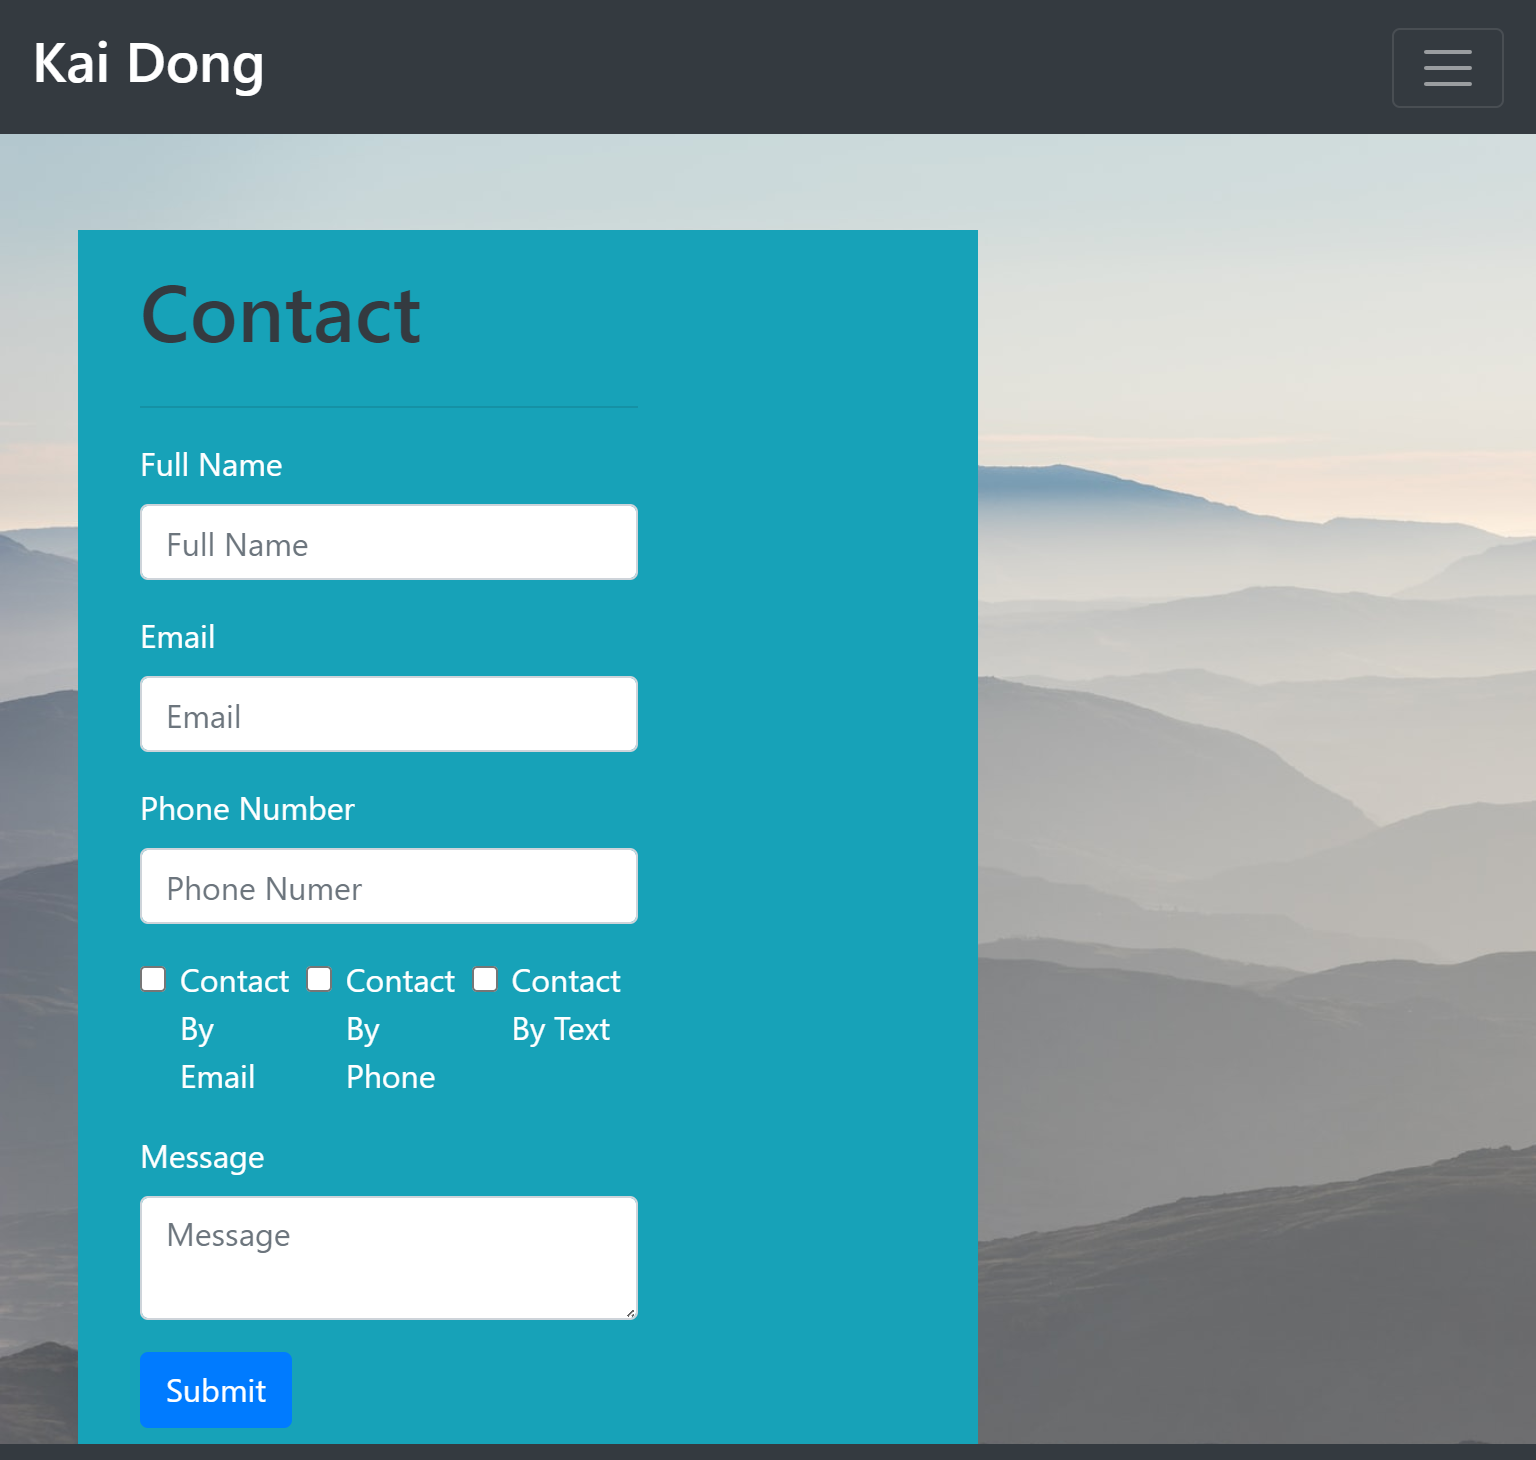 Kai Dong
Contact
Full Name
Full Name
Email
Email
Phone Number
Phone Numer
Contact By Email
Contact By Phone
Contact By Text
Message
Message
Submit